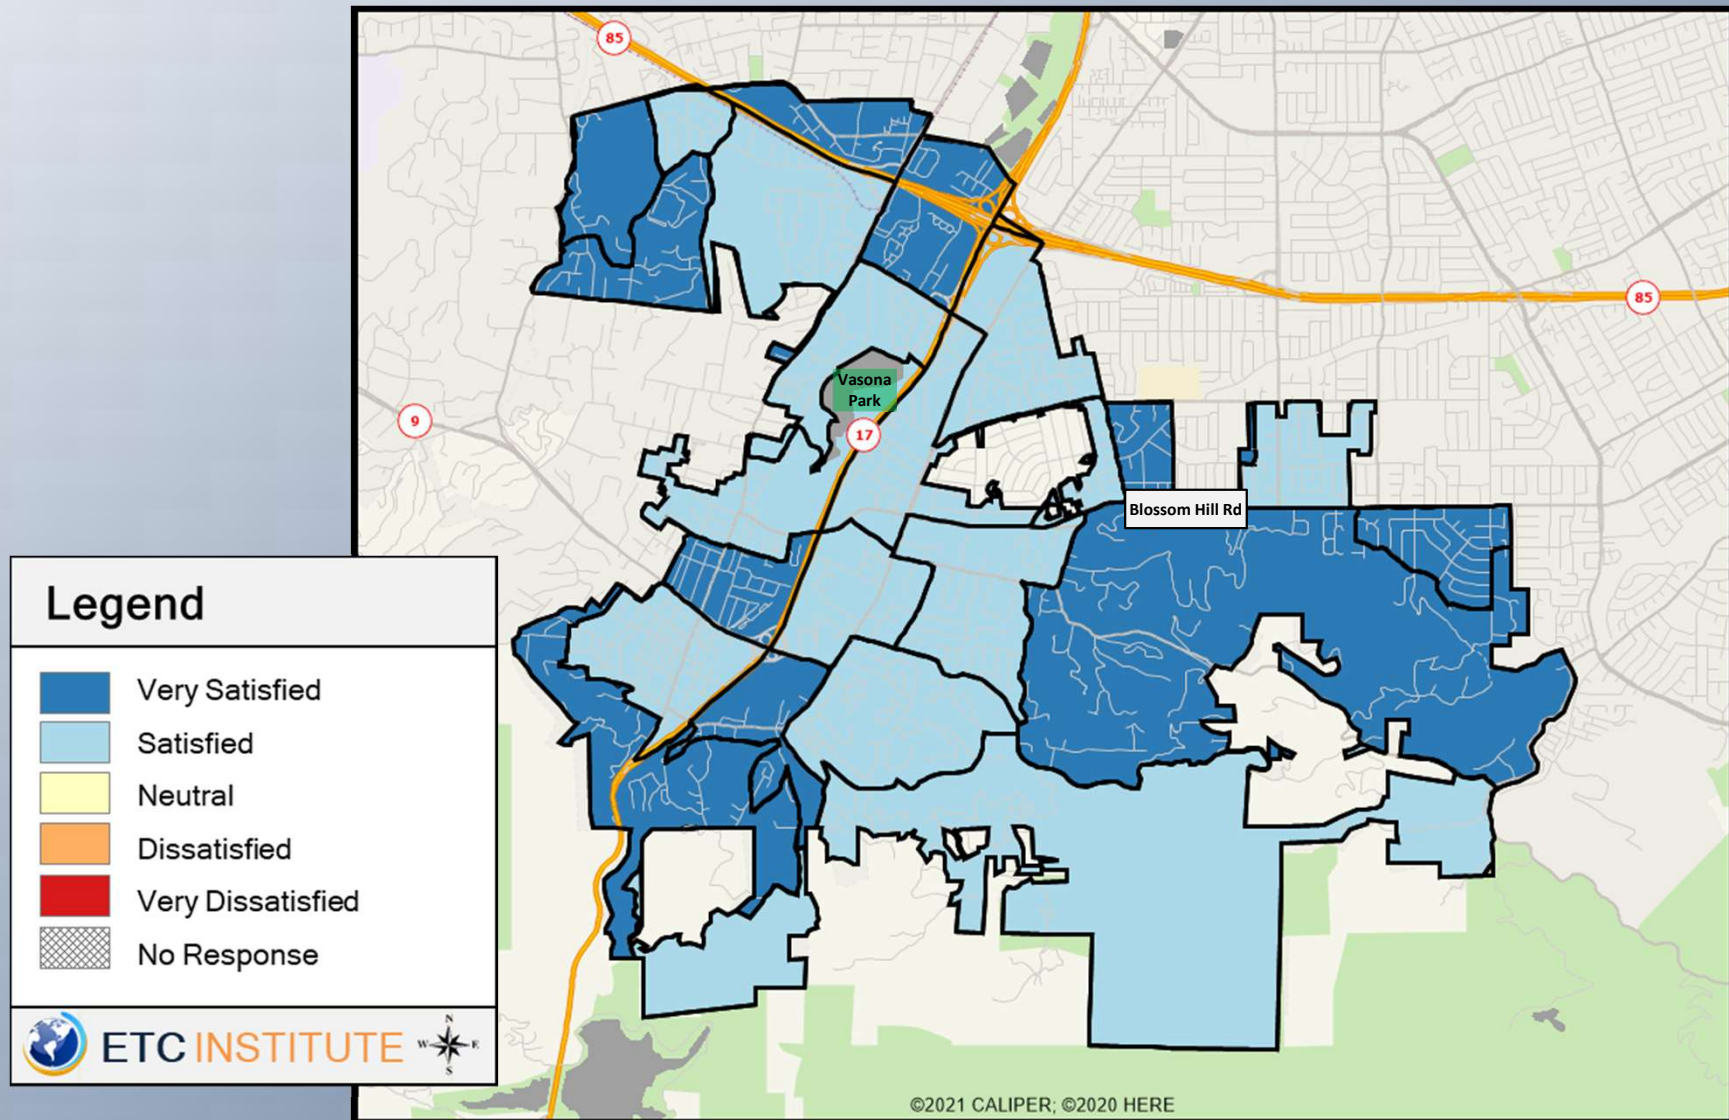 85
85
9
Vasona
Park
17
Blossom Hill Rd
Legend
Very Satisfied
Satisfied
Neutral
Dissatisfied
Very Dissatisfied
No Response
ETC INSTITUTE
N
W E
S
©2021 CALIPER; ©2020 HERE